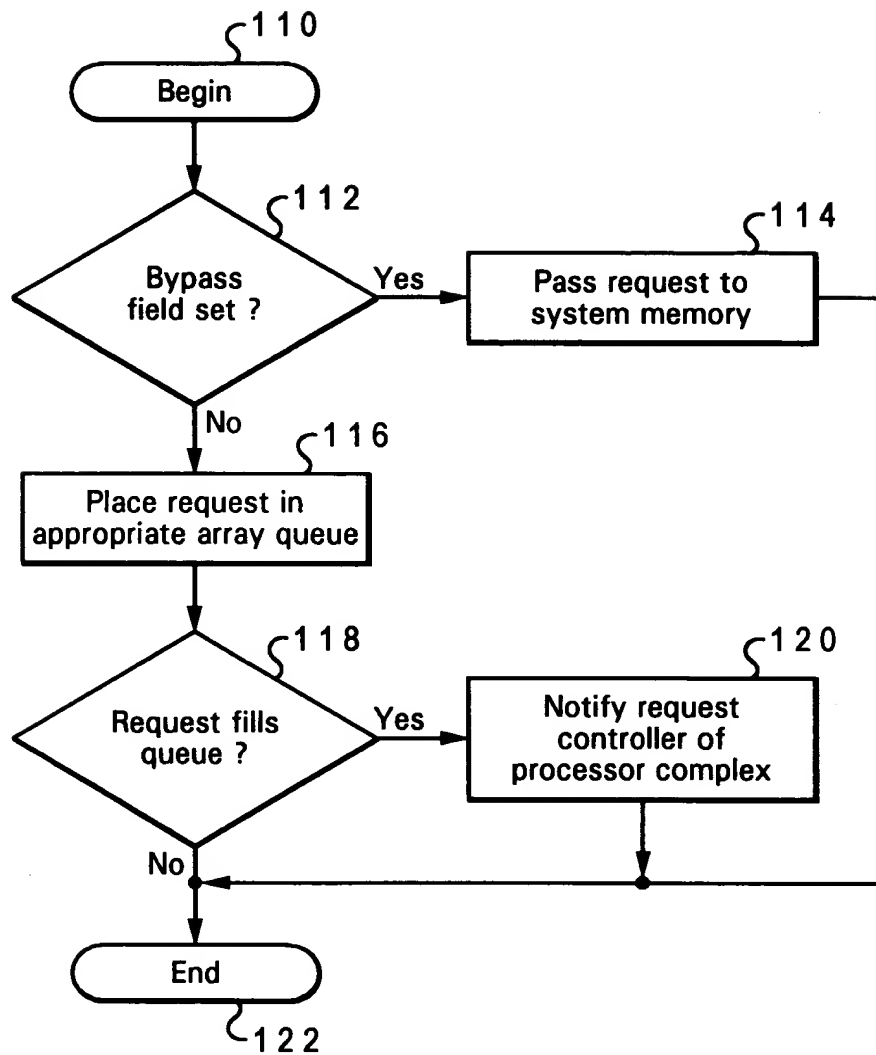 110
Begin
112
Bypass
field set ?
Yes
114
Pass request to
system memory
No
116
Place request in
appropriate array queue
118
Request fills
queue ?
Yes
120
Notify request
controller of
processor complex
No
End
122